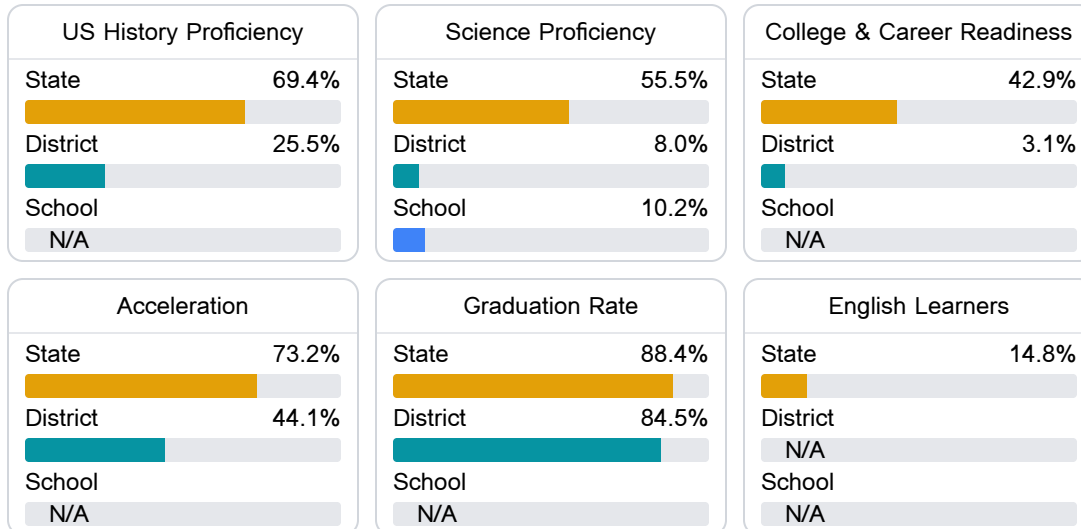 US History Proficiency
State 69.4%
District 25.5%
School
N/A
Science Proficiency
State 55.5%
District 8.0%
School 10.2%
College & Career Readiness
State 42.9%
District 3.1%
School
N/A
Acceleration
State 73.2%
District 44.1%
School
N/A
Graduation Rate
State 88.4%
District 84.5%
School
N/A
English Learners
State 14.8%
District
N/A
School
N/A